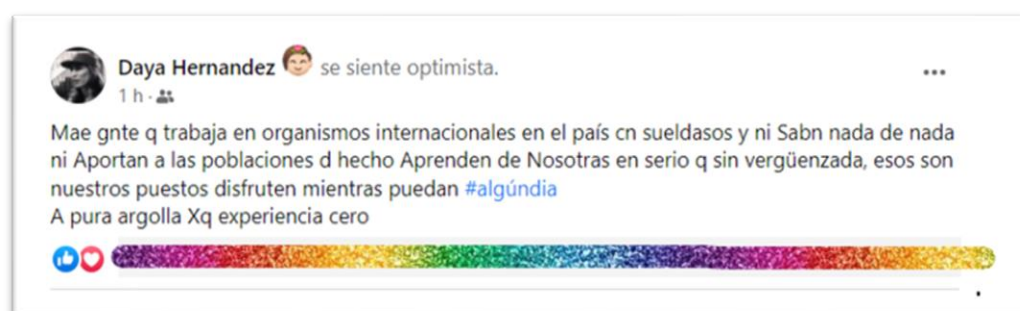 Daya Hernandez se siente optimista.
1 h ·
Mae gnte q trabaja en organismos internacionales en el país cn sueldasos y ni Sabn nada de nada
ni Aportan a las poblaciones d hecho Aprenden de Nosotras en serio q sin vergüenzada, esos son
nuestros puestos disfruten mientras puedan #algúndia
A pura argolla Xq experiencia cero